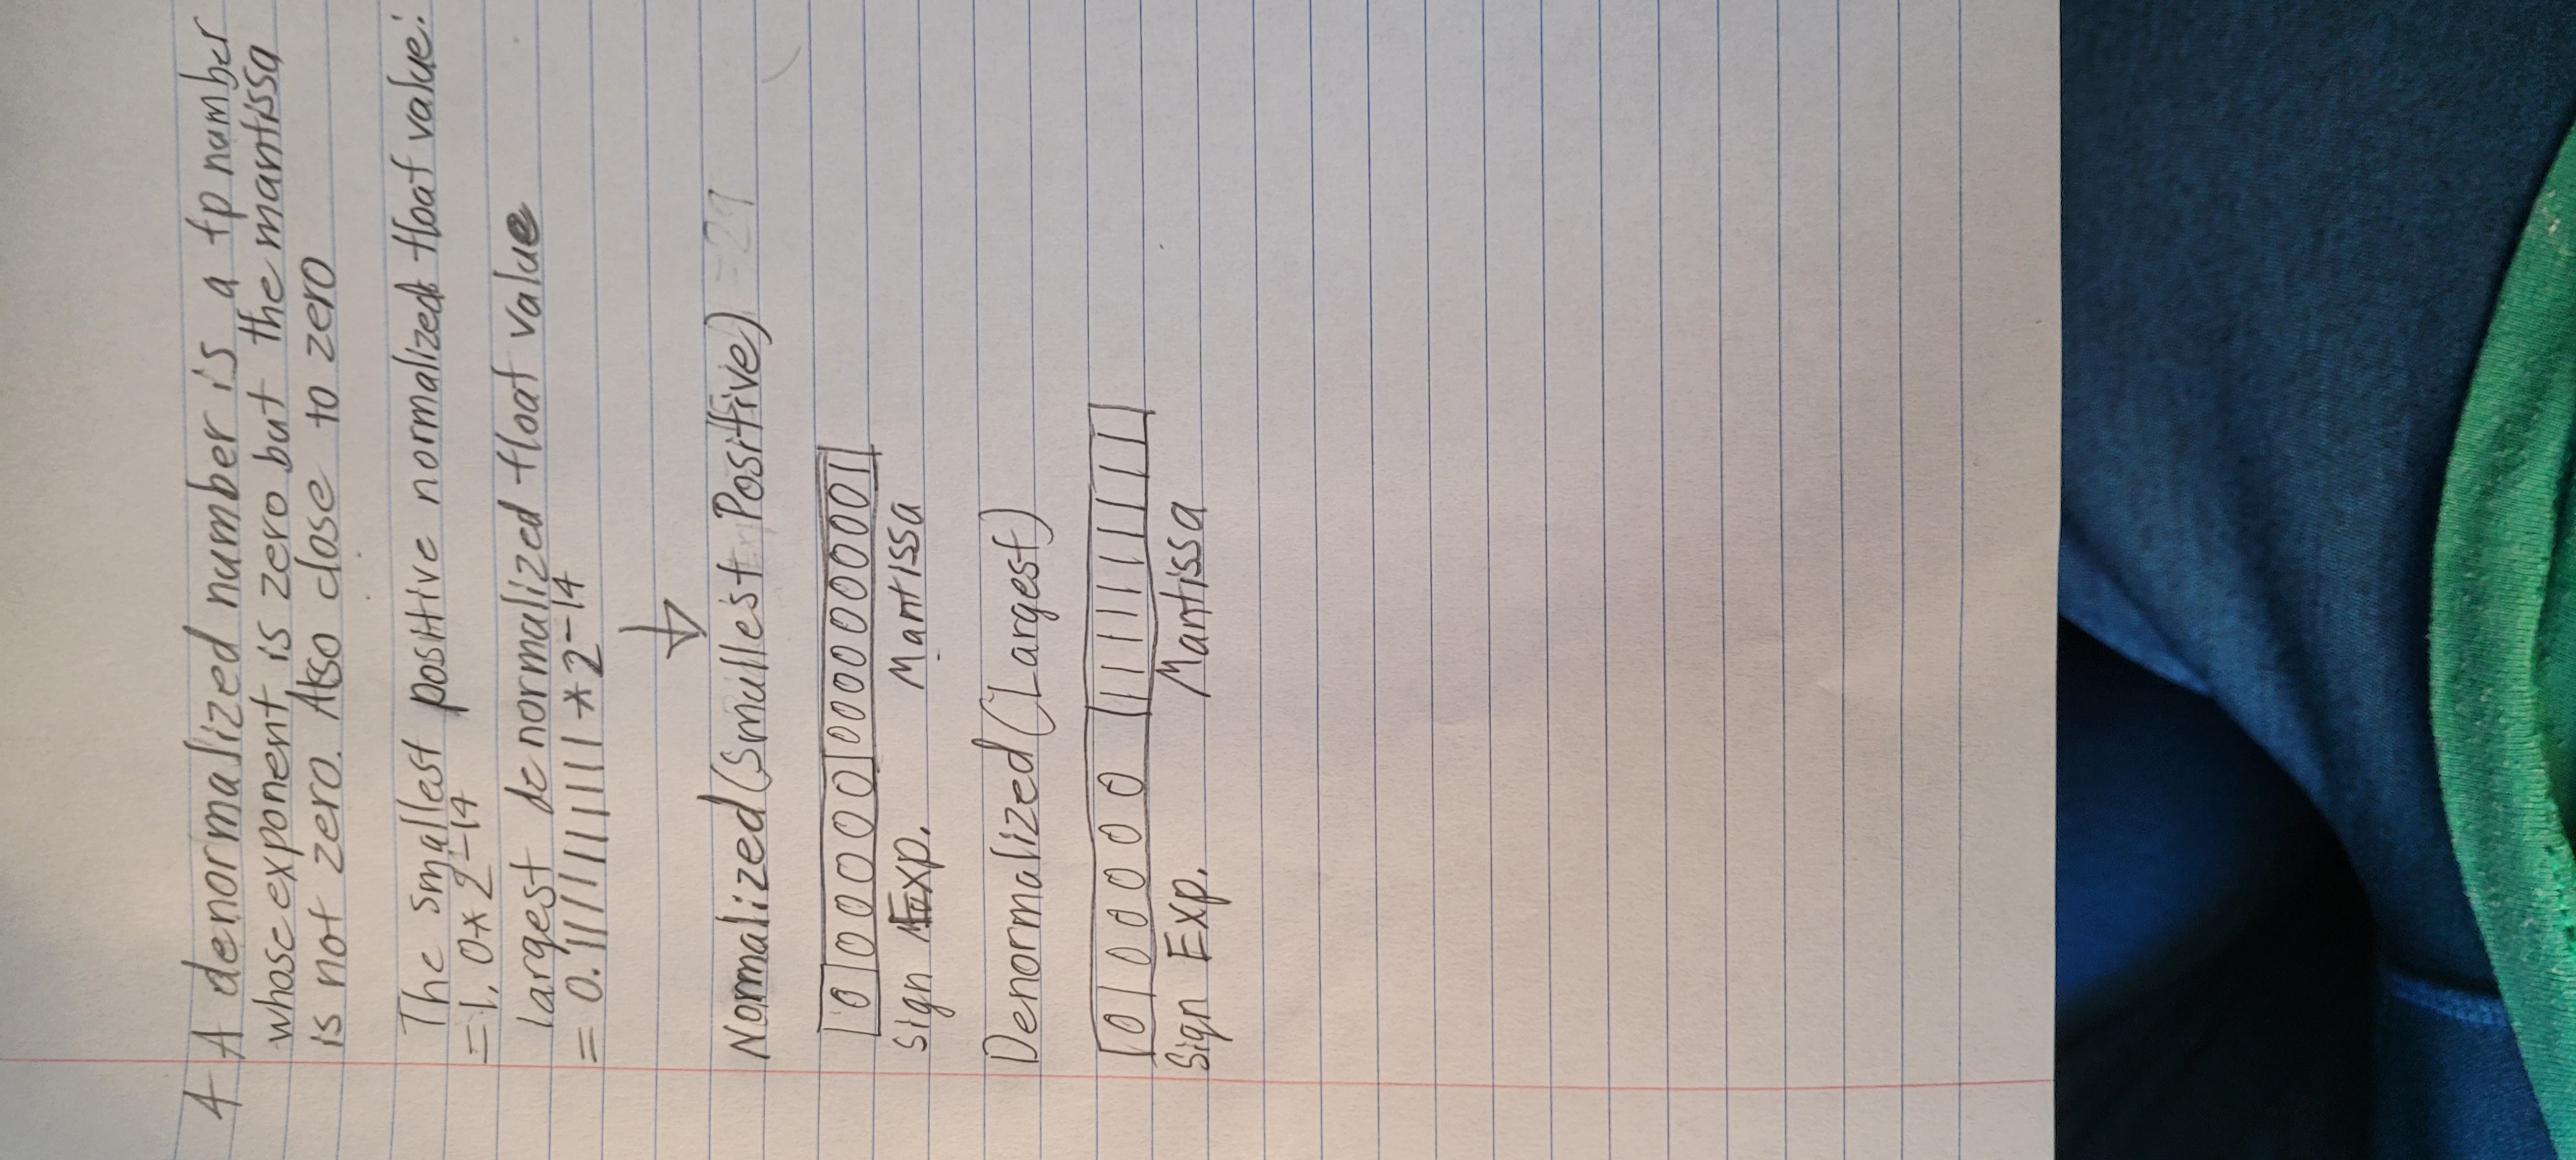 4 A denormalized number is a fp number
whose exponent is zero but the mantissa
is not zero. Also close to zero
The smallest positive normalized float value:
=1.0*2^-14
largest denormalized float value
= 0.1111111111*2^-14
↓
Normalized(Smallest Positive)
0 00000 0000000001
Sign Exp. Mantissa
Denormalized(Largest)
0 00000 1111111111
Sign Exp. Mantissa